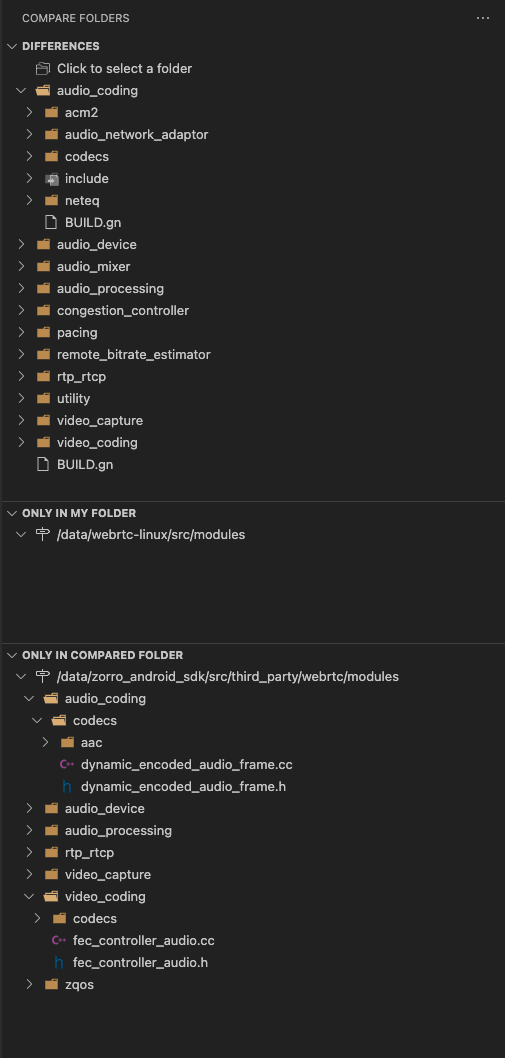 COMPARE FOLDERS
DIFFERENCES
Click to select a folder
audio_coding
acm2
audio_network_adaptor
codecs
include
neteq
BUILD.gn
audio_device
audio_mixer
audio_processing
congestion_controller
pacing
remote_bitrate_estimator
rtp_rtcp
utility
video_capture
video_coding
BUILD.gn
ONLY IN MY FOLDER
/data/webrtc-linux/src/modules
ONLY IN COMPARED FOLDER
/data/zorro_android_sdk/src/third_party/webrtc/modules
audio_coding
codecs
aac
C++ dynamic_encoded_audio_frame.cc
h dynamic_encoded_audio_frame.h
audio_device
audio_processing
rtp_rtcp
video_capture
video_coding
codecs
C++ fec_controller_audio.cc
h fec_controller_audio.h
zqos